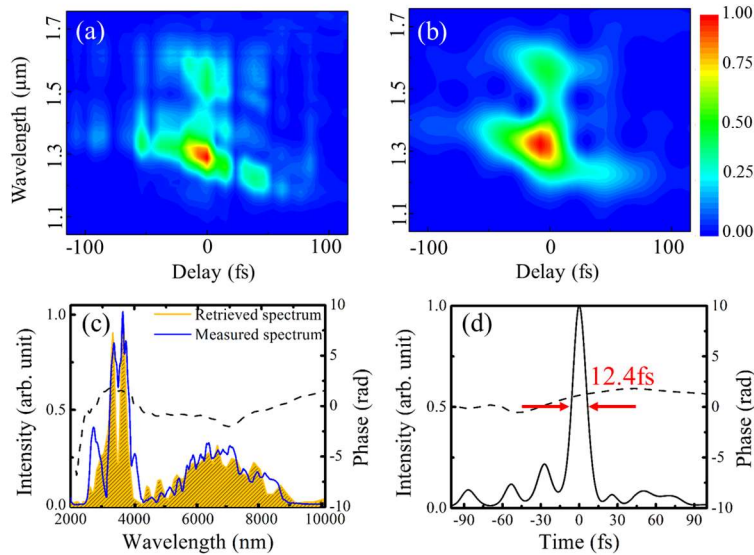 (a)
(b)
Wavelength (μm)
1.7
1.5
1.3
1.1
1.7
1.5
1.3
1.1
1.00
0.75
0.50
0.25
0.00
-100 0 100
-100 0 100
Delay (fs)
Delay (fs)
(c)
Retrieved spectrum
Measured spectrum
Intensity (arb. unit)
1.0
0.5
0.0
10
5
0
-5
-10
Phase (rad)
2000 4000 6000 8000 10000
Wavelength (nm)
(d)
12.4fs
Intensity (arb. unit)
1.0
0.5
0.0
10
5
0
-5
-10
Phase (rad)
-90 -60 -30 0 30 60 90
Time (fs)